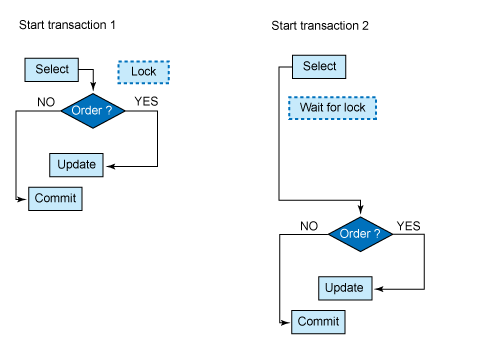 Start transaction 1
Select
Lock
NO
Order ?
YES
Update
Commit
Start transaction 2
Select
Wait for lock
NO
Order ?
YES
Update
Commit